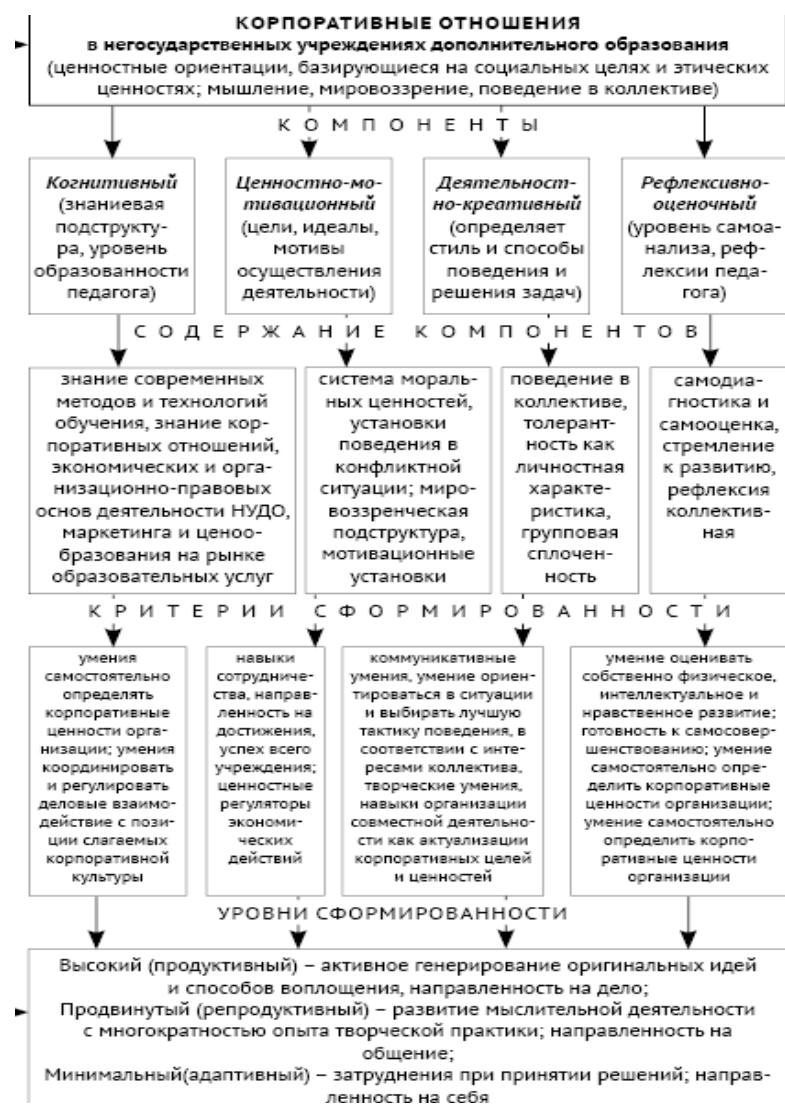 КОРПОРАТИВНЫЕ ОТНОШЕНИЯ
в негосударственных учреждениях дополнительного образования
(ценностные ориентации, базирующиеся на социальных целях и этических
ценностях; мышление, мировоззрение, поведение в коллективе)
КОМПОНЕНТЫ
Когнитивный
(знаниевая
подструкту-
ра, уровень
образованности
педагога)
Ценностно-мо-
тивационный
(цели, идеалы,
мотивы
осуществления
деятельности)
Деятельност-
но-креативный
(определяет
стиль и способы
поведения и
решения задач)
Рефлексивно-
оценочный
(уровень самоа-
нализа, реф-
лексии педа-
гога)
СОДЕРЖАНИЕ КОМПОНЕНТОВ
знание современных
методов и технологий
обучения, знание кор-
поративных отношений,
экономических и орга-
низационно-правовых
основ деятельности НУДО,
маркетинга и ценоо-
бразования на рынке
образовательных услуг
система мораль-
ных ценностей,
установки
поведения в
конфликтной
ситуации; миро-
воззренческая
подструктура,
мотивационные
установки
поведение в
коллективе,
толерант-
ность как
личностная
характе-
ристика,
групповая
сплочен-
ность
самодиа-
гностика и
самооценка,
стремление
к развитию,
рефлексия
коллектив-
ная
КРИТЕРИИ СФОРМИРОВАННОСТИ
умения
самостоятельно
определять
корпоративные
ценности орга-
низации; умения
координировать
и регулировать
деловые взаимо-
действие с пози-
ции слагаемых
корпоративной
культуры
навыки
сотрудниче-
ства, направ-
ленность на
достижения,
успех всего
учреждения;
ценностные
регуляторы
экономи-
ческих
действий
коммуникативные
умения, умение ориен-
тироваться в ситуации
и выбирать лучшую
тактику поведения, в
соответствии с инте-
ресами коллектива,
творческие умения,
навыки организации
совместной деятельно-
сти как актуализации
корпоративных целей
и ценностей
умение оценивать
собственно физическое,
интеллектуальное и
нравственное развитие;
готовность к самосовер-
шенствованию; умение
самостоятельно опре-
делить корпоративные
ценности организации;
умение самостоятельно
определить корпо-
ративные ценности
организации
УРОВНИ СФОРМИРОВАННОСТИ
Высокий (продуктивный) – активное генерирование оригинальных идей
и способов воплощения, направленность на дело;
Продвинутый (репродуктивный) – развитие мыслительной деятельности
с многократностью опыта творческой практики; направленность на
общение;
Минимальный(адаптивный) – затруднения при принятии решений; направ-
ленность на себя